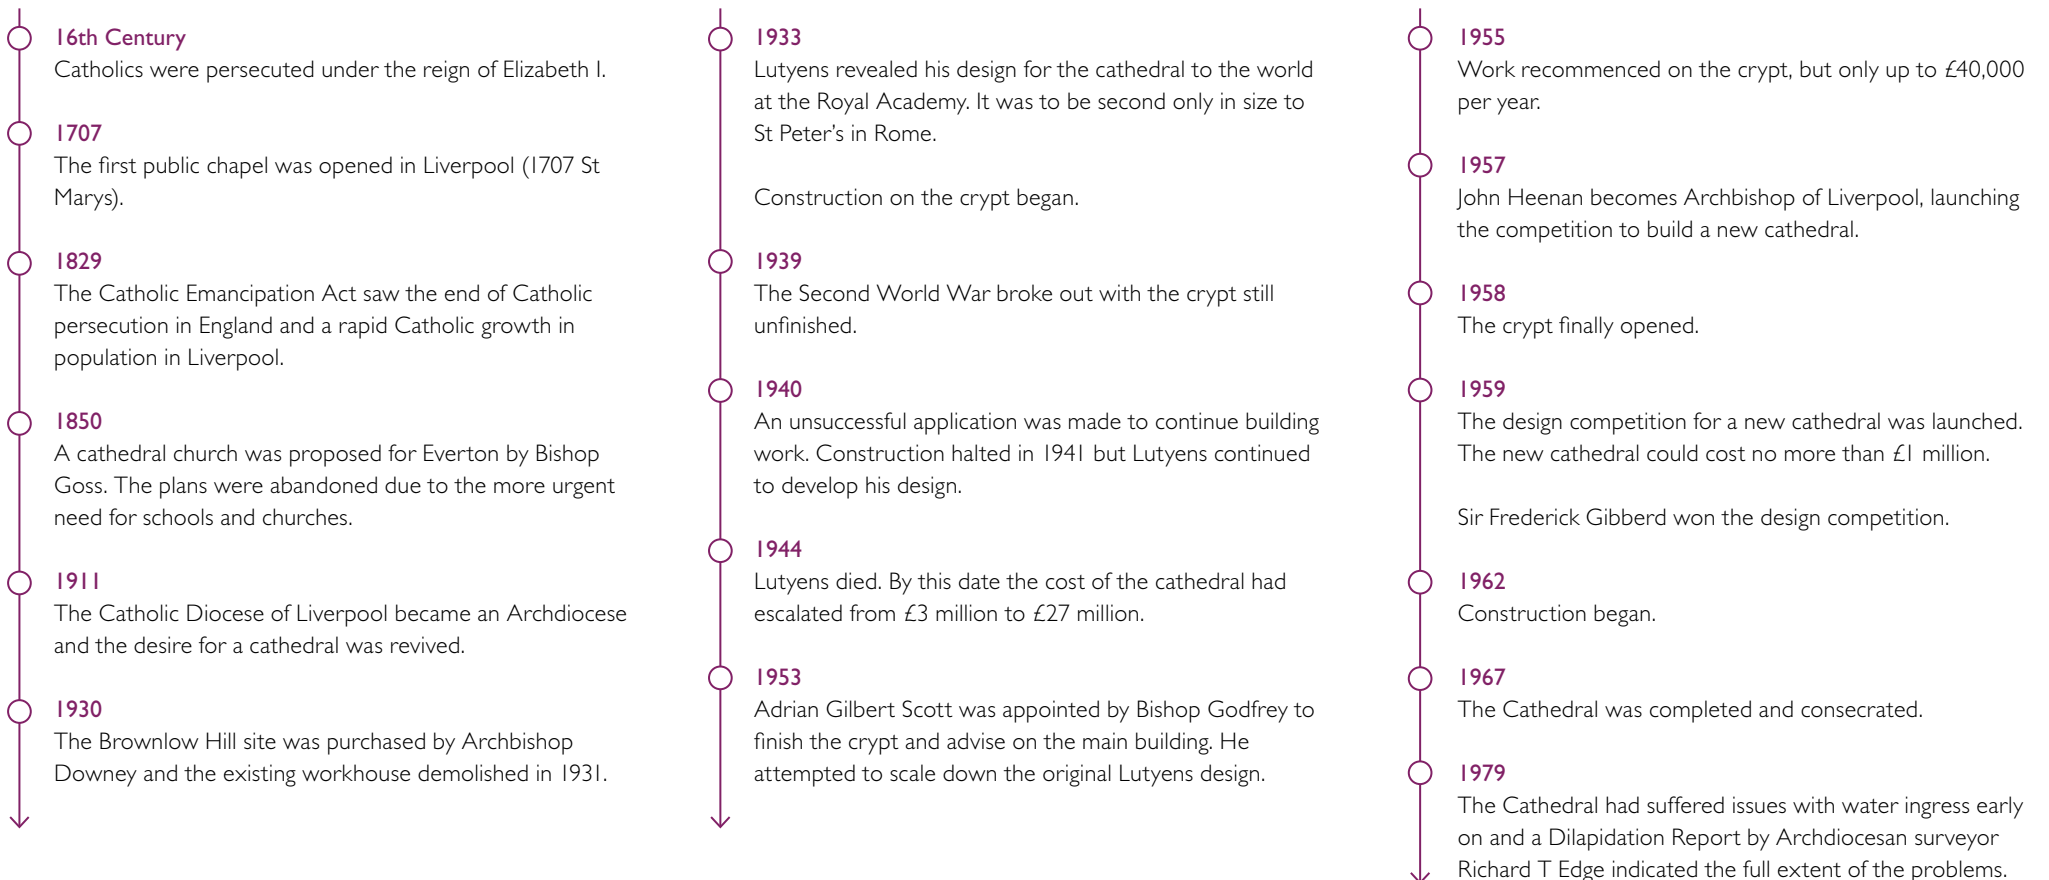 16th Century
Catholics were persecuted under the reign of Elizabeth I.
1707
The first public chapel was opened in Liverpool (1707 St
Marys).
1829
The Catholic Emancipation Act saw the end of Catholic
persecution in England and a rapid Catholic growth in
population in Liverpool.
1850
A cathedral church was proposed for Everton by Bishop
Goss. The plans were abandoned due to the more urgent
need for schools and churches.
1911
The Catholic Diocese of Liverpool became an Archdiocese
and the desire for a cathedral was revived.
1930
The Brownlow Hill site was purchased by Archbishop
Downey and the existing workhouse demolished in 1931.
1933
Lutyens revealed his design for the cathedral to the world
at the Royal Academy. It was to be second only in size to
St Peter's in Rome.
Construction on the crypt began.
1939
The Second World War broke out with the crypt still
unfinished.
1940
An unsuccessful application was made to continue building
work. Construction halted in 1941 but Lutyens continued
to develop his design.
1944
Lutyens died. By this date the cost of the cathedral had
escalated from £3 million to £27 million.
1953
Adrian Gilbert Scott was appointed by Bishop Godfrey to
finish the crypt and advise on the main building. He
attempted to scale down the original Lutyens design.
1955
Work recommenced on the crypt, but only up to £40,000
per year.
1957
John Heenan becomes Archbishop of Liverpool, launching
the competition to build a new cathedral.
1958
The crypt finally opened.
1959
The design competition for a new cathedral was launched.
The new cathedral could cost no more than £1 million.
Sir Frederick Gibberd won the design competition.
1962
Construction began.
1967
The Cathedral was completed and consecrated.
1979
The Cathedral had suffered issues with water ingress early
on and a Dilapidation Report by Archdiocesan surveyor
Richard T Edge indicated the full extent of the problems.